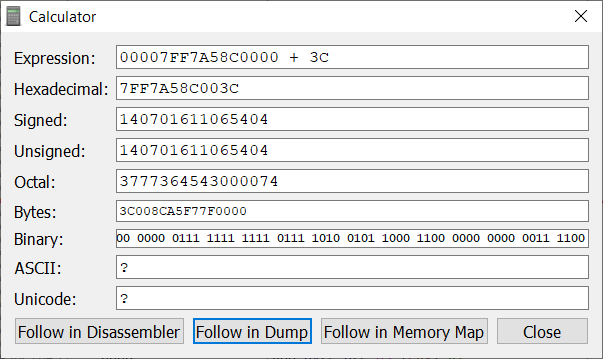 Calculator
Expression: 00007FF7A58C0000 + 3C
Hexadecimal: 7FF7A58C003C
Signed: 140701611065404
Unsigned: 140701611065404
Octal: 3777364543000074
Bytes: 3C008CA5F77F0000
Binary: 00 0000 0111 1111 1111 0111 1010 0101 1000 1100 0000 0000 0011 1100
ASCII: ?
Unicode: ?
Follow in Disassembler Follow in Dump Follow in Memory Map Close